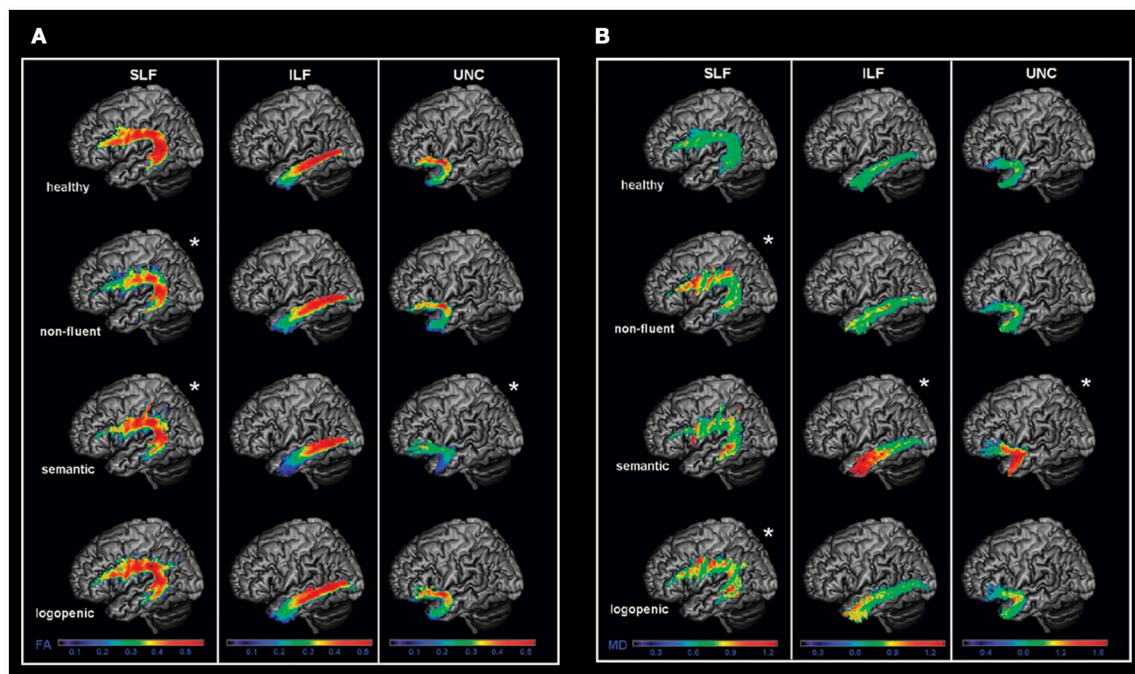 A
B
SLF ILF UNC
SLF ILF UNC
healthy
healthy
*
*
non-fluent
non-fluent
* *
* *
semantic
semantic
*
logopenic
logopenic
FA 0.1 0.2 0.3 0.4 0.5 0.1 0.2 0.3 0.4 0.5 0.1 0.2 0.3 0.4 0.5
MD 0.3 0.6 0.9 1.2 0.3 0.9 1.2 0.4 1.2 1.6